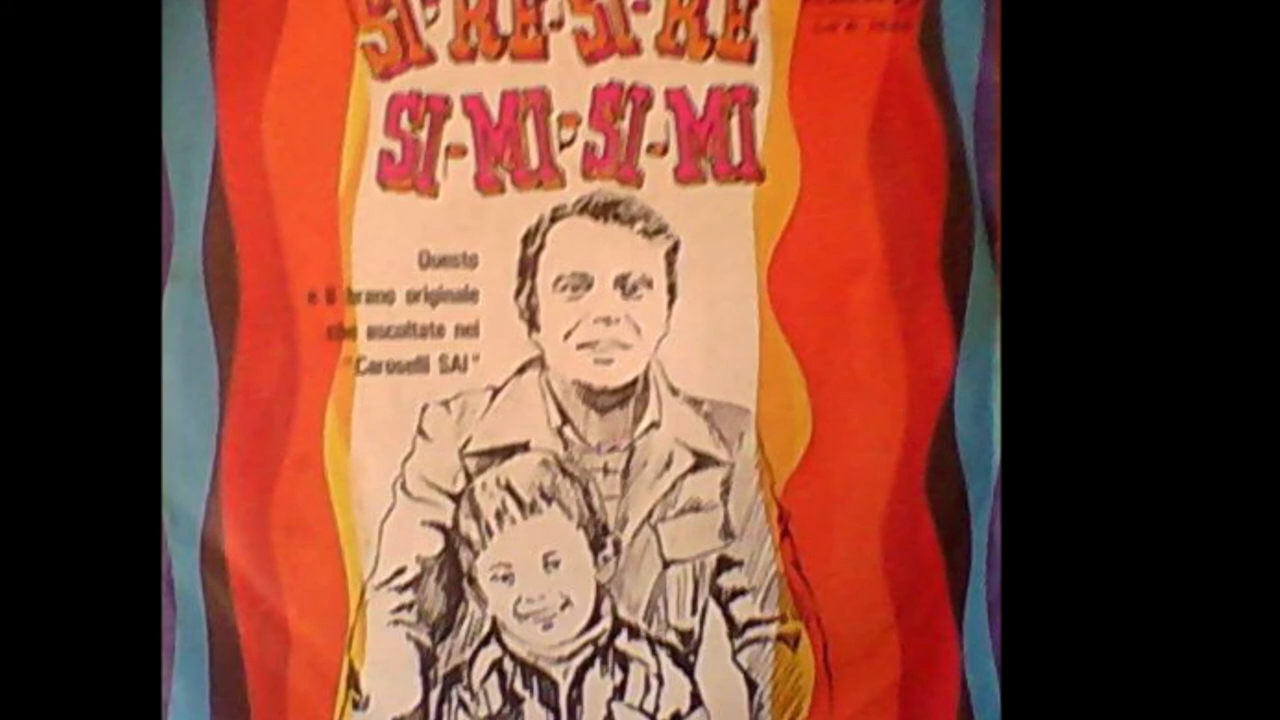 SI-RE-SI-RE
SI-MI-SI-MI
Questo
e il brano originale
che ascoltate nei
"Caroselli SAI"